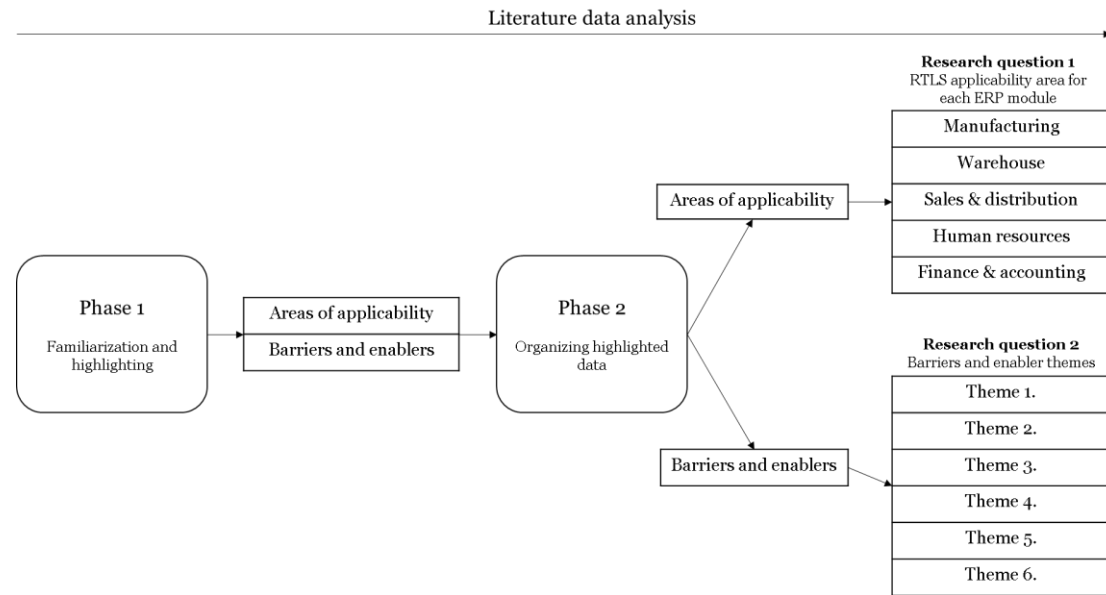 Literature data analysis
Phase 1
Familiarization and
highlighting
Areas of applicability
Barriers and enablers
Phase 2
Organizing highlighted
data
Areas of applicability
Barriers and enablers
Research question 1
RTLS applicability area for
each ERP module
Manufacturing
Warehouse
Sales & distribution
Human resources
Finance & accounting
Research question 2
Barriers and enabler themes
Theme 1.
Theme 2.
Theme 3.
Theme 4.
Theme 5.
Theme 6.